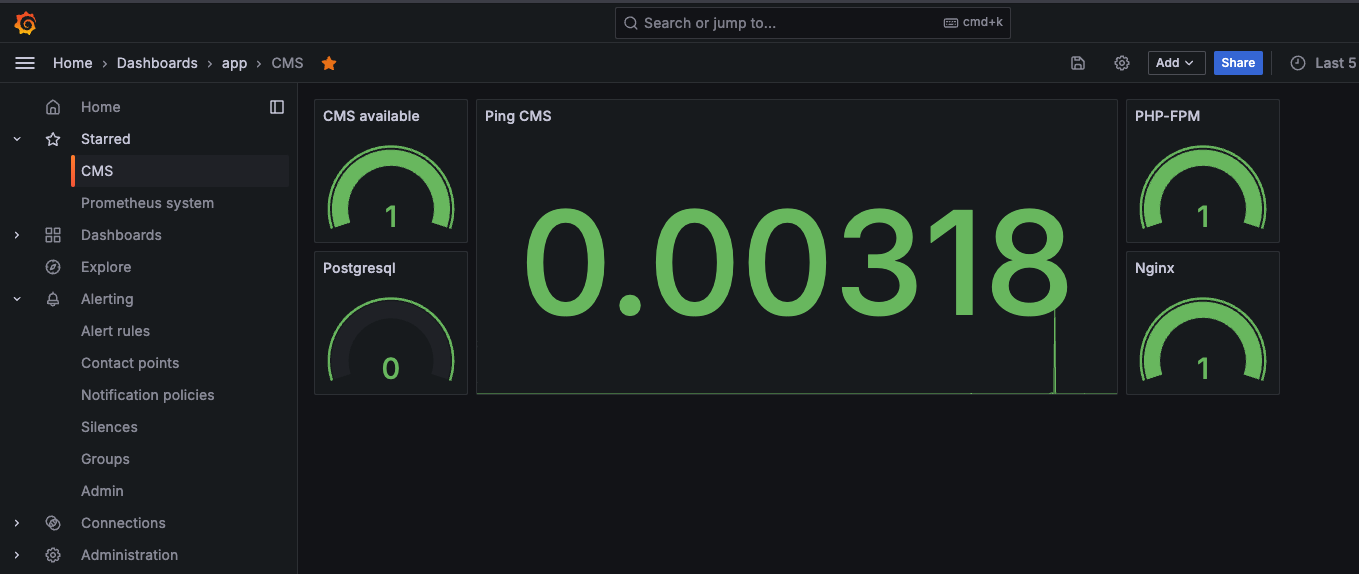 Search or jump to... cmd+k
Home › Dashboards › app › CMS
Add
Share
Last 5
Home
Starred
CMS
Prometheus system
Dashboards
Explore
Alerting
Alert rules
Contact points
Notification policies
Silences
Groups
Admin
Connections
Administration
CMS available
1
Postgresql
0
Ping CMS
0.00318
PHP-FPM
1
Nginx
1